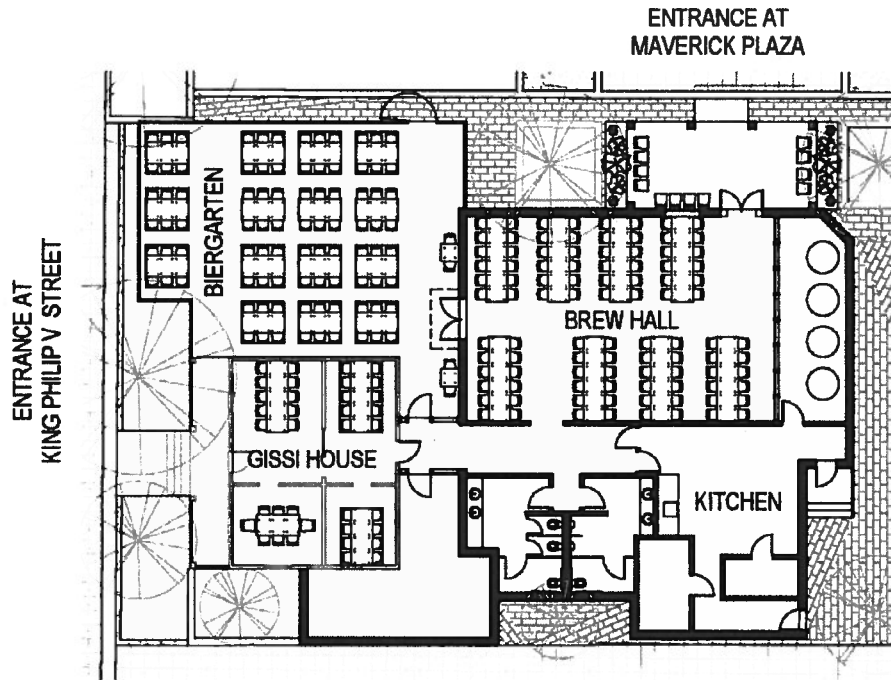 ENTRANCE AT
MAVERICK PLAZA
BIERGARTEN
ENTRANCE AT
KING PHILIP V STREET
BREW HALL
GISSI HOUSE
KITCHEN